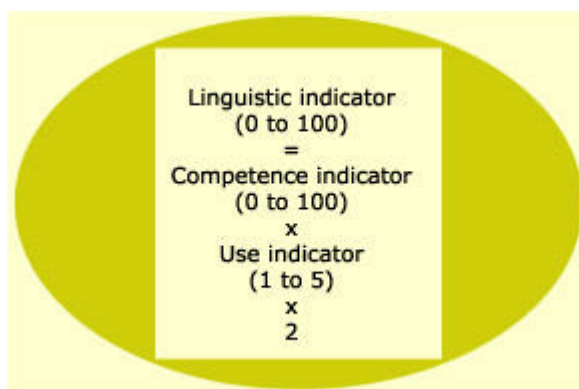 Linguistic indicator
(0 to 100)
=
Competence indicator
(0 to 100)
x
Use indicator
(1 to 5)
x
2